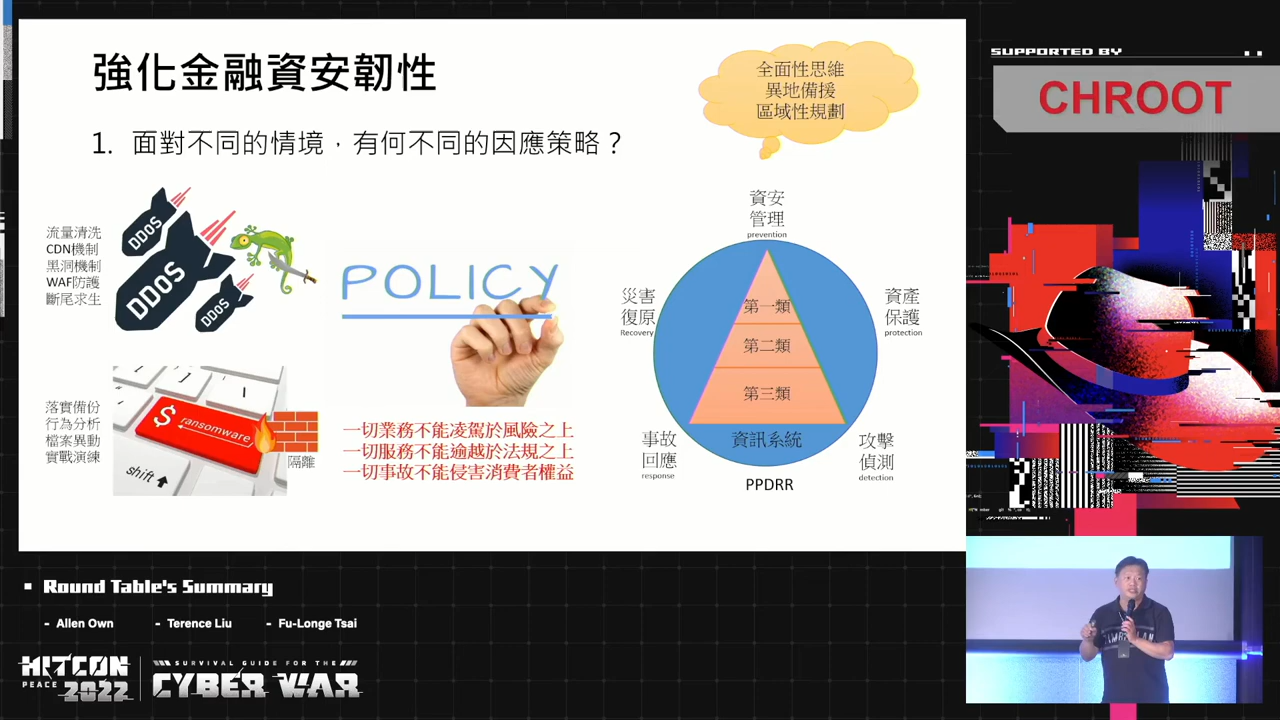 強化金融資安韌性
1. 面對不同的情境，有何不同的因應策略？
全面性思維
異地備援
區域性規劃
流量清洗
CDN機制
黑洞機制
WAF防護
斷尾求生
DDOS
DDOS
DDOS
POLICY
落實備份
行為分析
檔案異動
實戰演練
$
ransomware
shift
隔離
一切業務不能凌駕於風險之上
一切服務不能逾越於法規之上
一切事故不能侵害消費者權益
資安
管理
prevention
災害
復原
Recovery
資產
保護
protection
第一類
第二類
第三類
資訊系統
事故
回應
response
攻擊
偵測
detection
PPDRR
SUPPORTED BY
CHROOT
Round Table's Summary
- Allen Own - Terence Liu - Fu-Longe Tsai
HITCON
PEACE 2022
SURVIVAL GUIDE FOR THE
CYBER WAR